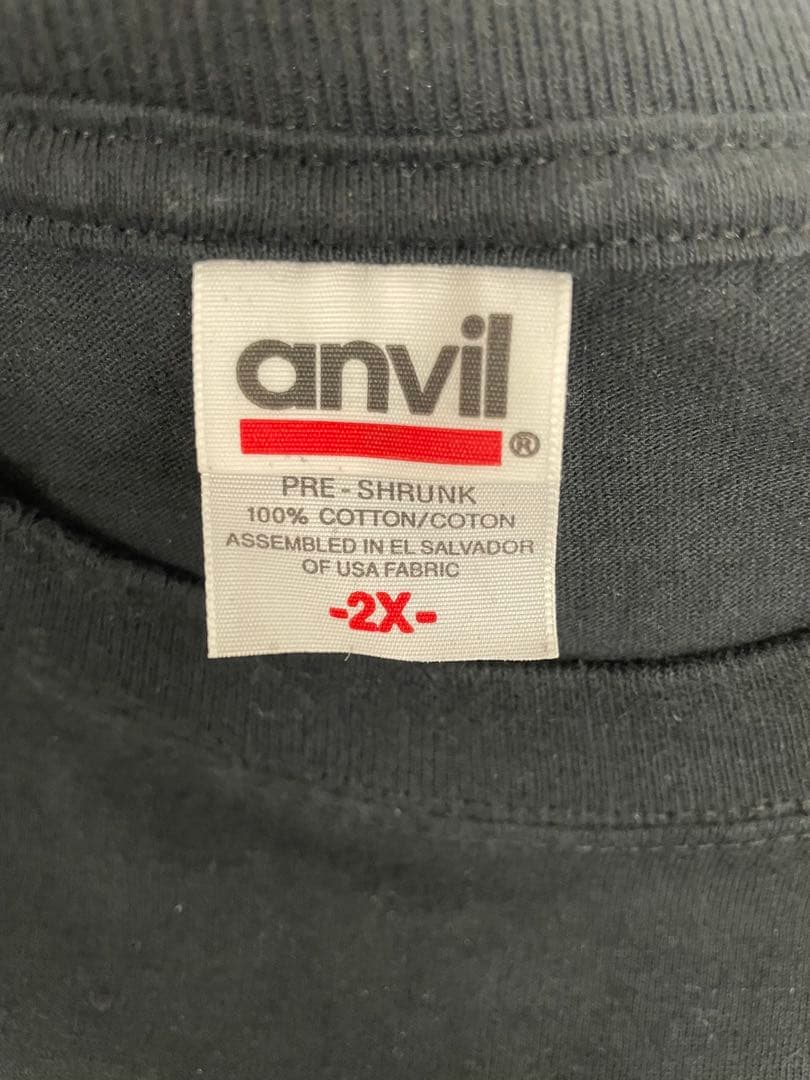 anvil
®
PRE-SHRUNK
100% COTTON/COTON
ASSEMBLED IN EL SALVADOR
OF USA FABRIC
-2X-